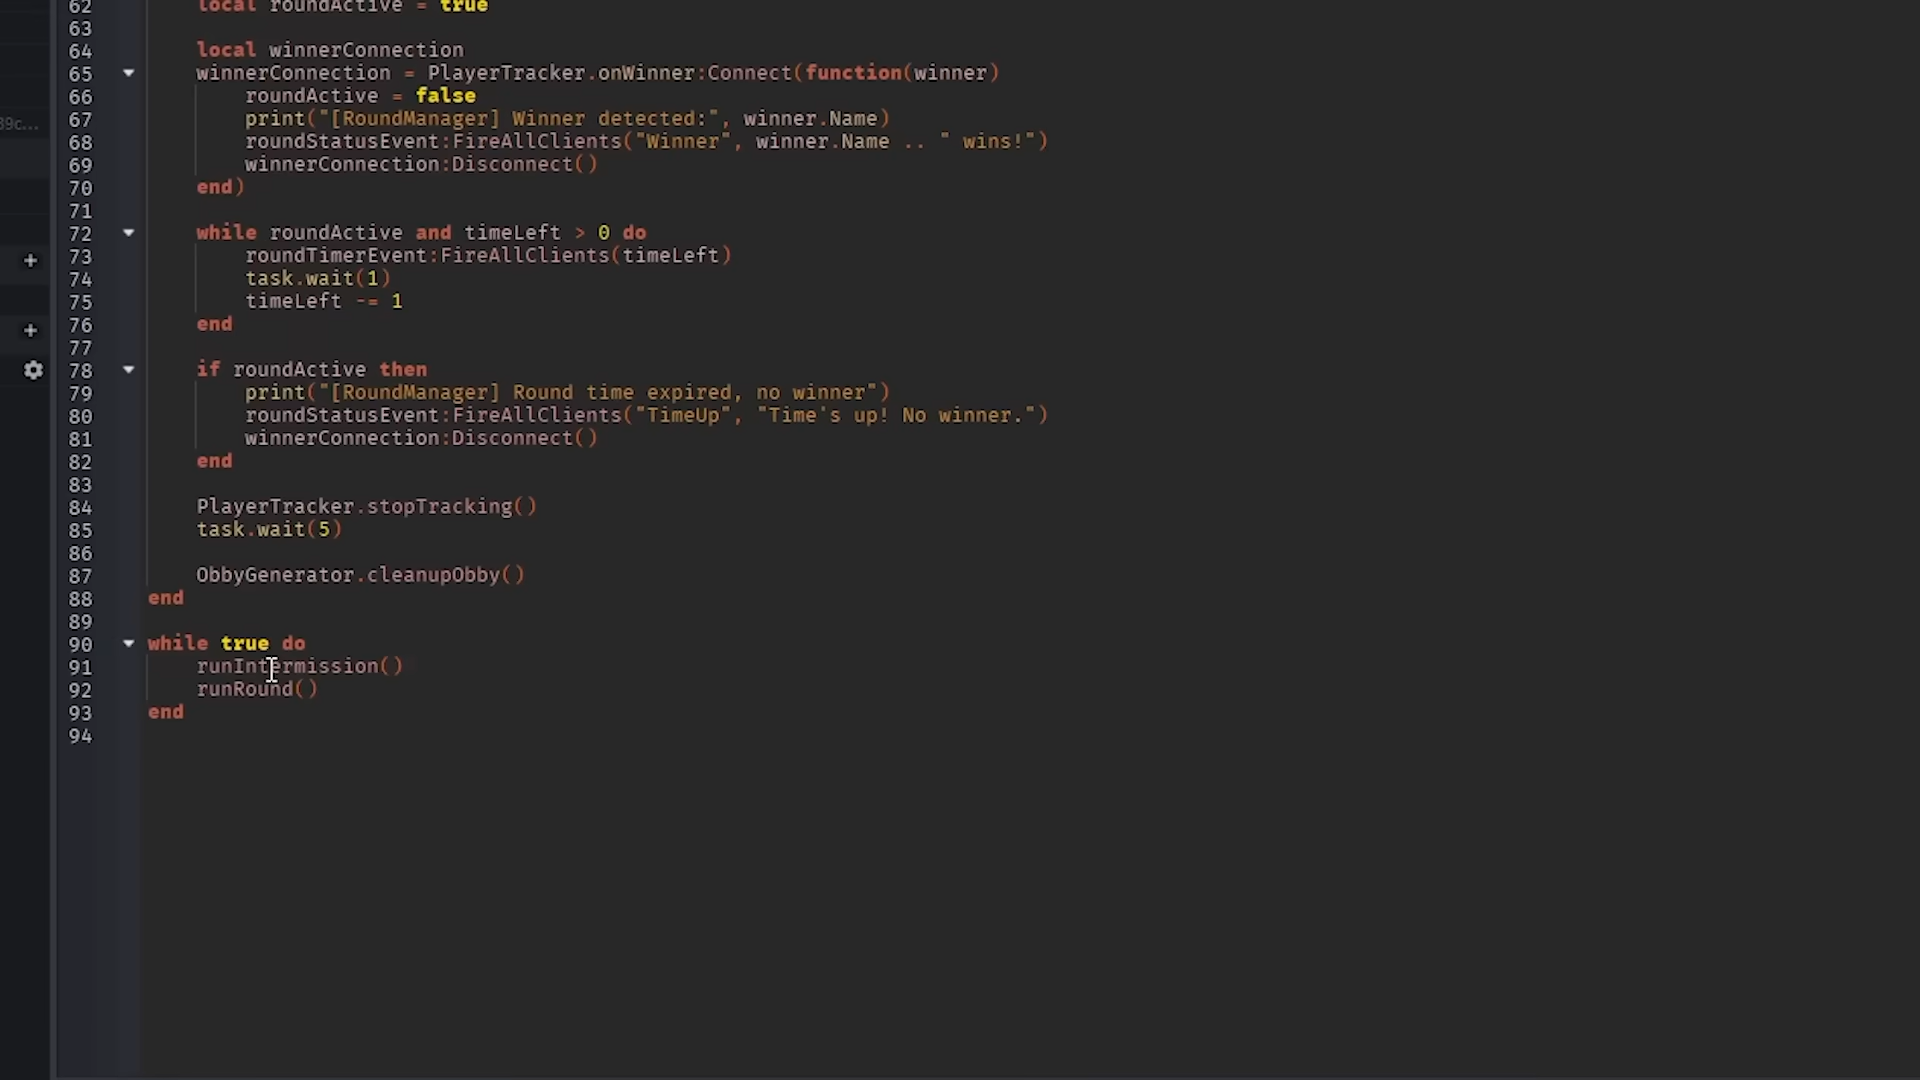 62 local roundActive = true
63
64 local winnerConnection
65 winnerConnection = PlayerTracker.onWinner:Connect(function(winner)
66 roundActive = false
67 print("[RoundManager] Winner detected:", winner.Name)
68 roundStatusEvent:FireAllClients("Winner", winner.Name .. " wins!")
69 winnerConnection:Disconnect()
70 end)
71
72 while roundActive and timeLeft > 0 do
73 roundTimerEvent:FireAllClients(timeLeft)
74 task.wait(1)
75 timeLeft -= 1
76 end
77
78 if roundActive then
79 print("[RoundManager] Round time expired, no winner")
80 roundStatusEvent:FireAllClients("TimeUp", "Time's up! No winner.")
81 winnerConnection:Disconnect()
82 end
83
84 PlayerTracker.stopTracking()
85 task.wait(5)
86
87 ObbyGenerator.cleanupObby()
88 end
89
90 while true do
91 runIntermission()
92 runRound()
93 end
94